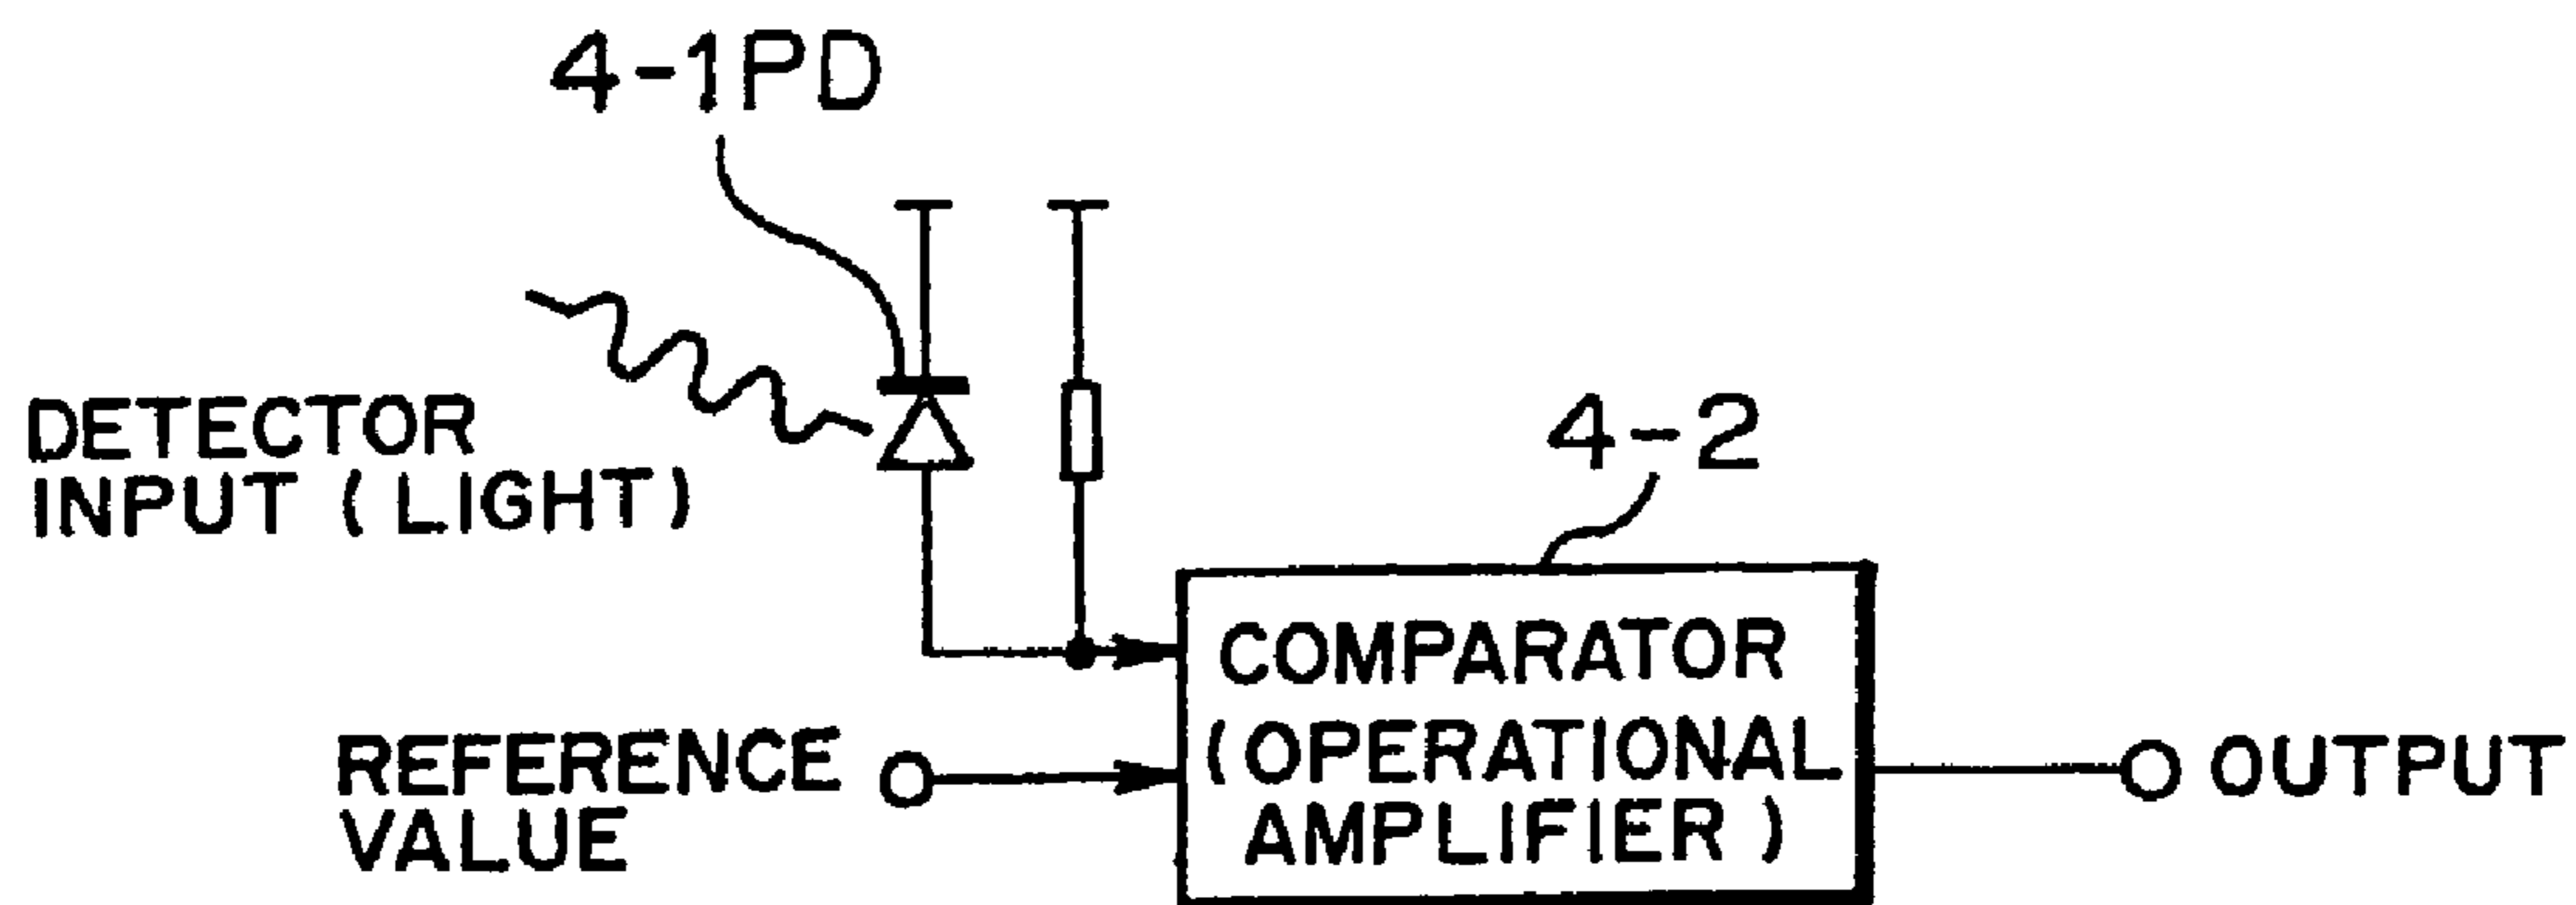 4-1PD
DETECTOR
INPUT (LIGHT)
4-2
COMPARATOR
(OPERATIONAL
AMPLIFIER)
REFERENCE
VALUE
OUTPUT